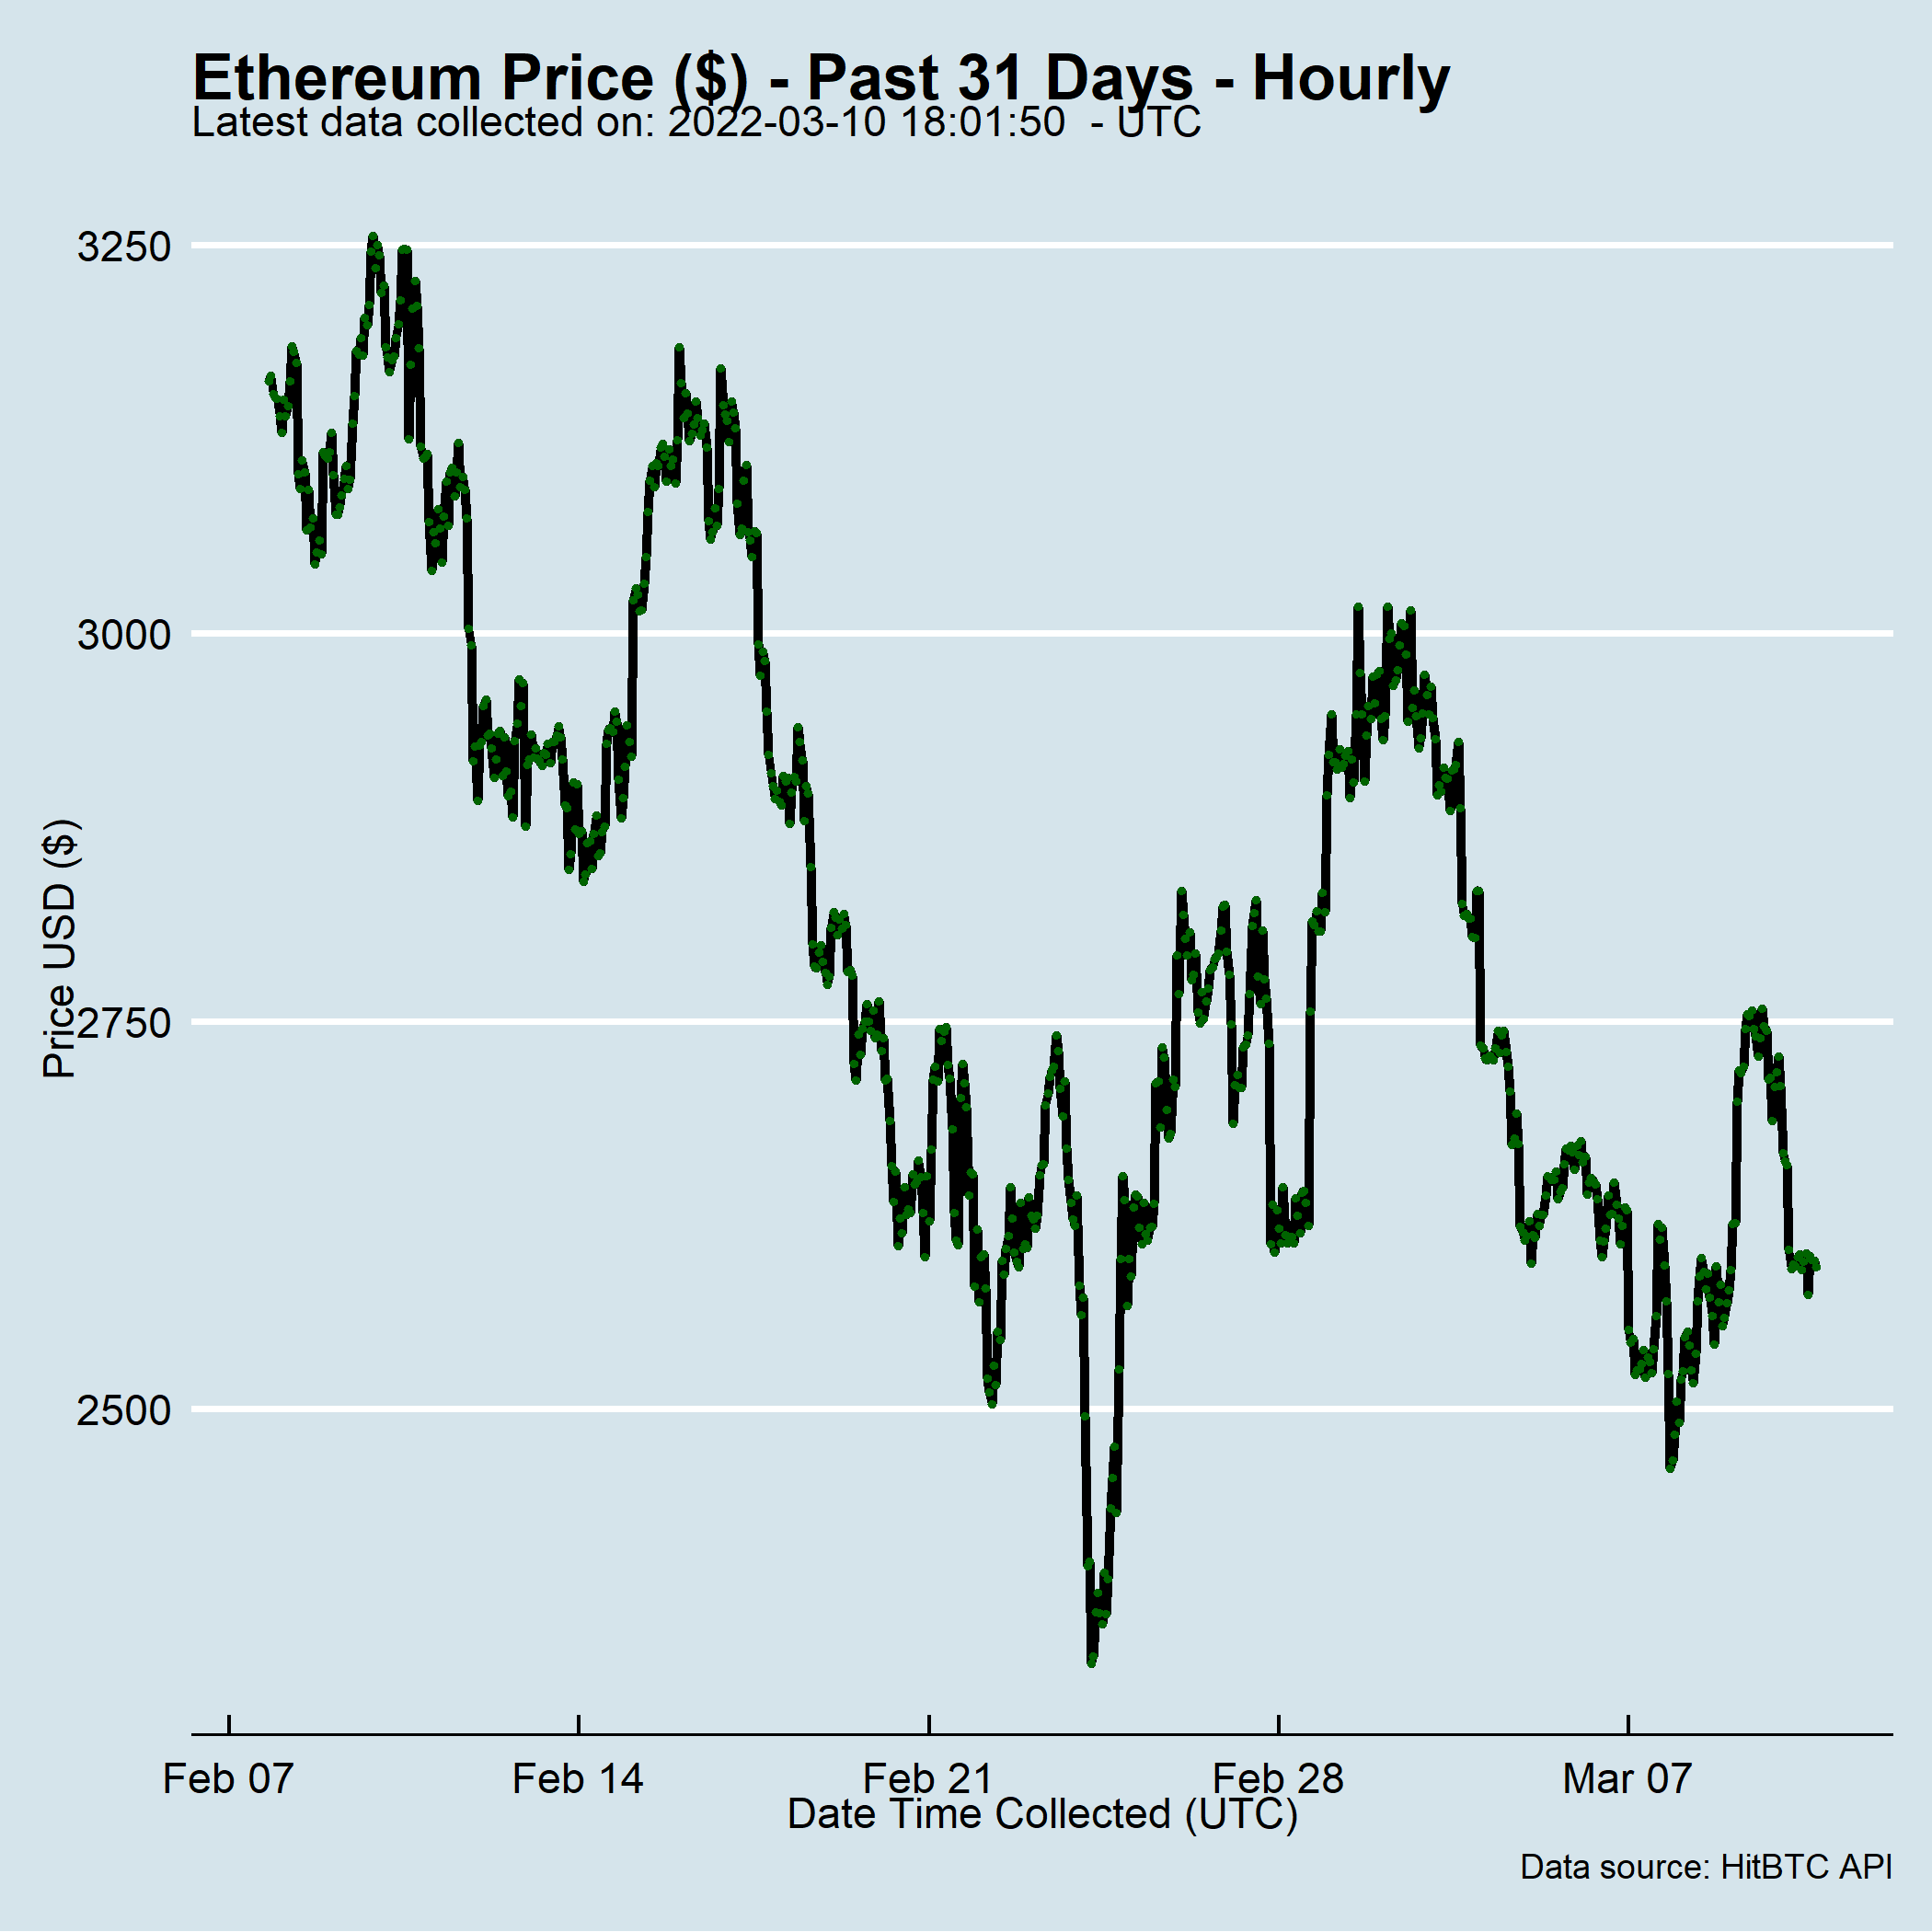 Ethereum Price ($) - Past 31 Days - Hourly
Latest data collected on: 2022-03-10 18:01:50  - UTC
Price USD ($)
3250
3000
2750
2500
Feb 07 Feb 14 Feb 21 Feb 28 Mar 07
Date Time Collected (UTC)
Data source: HitBTC API